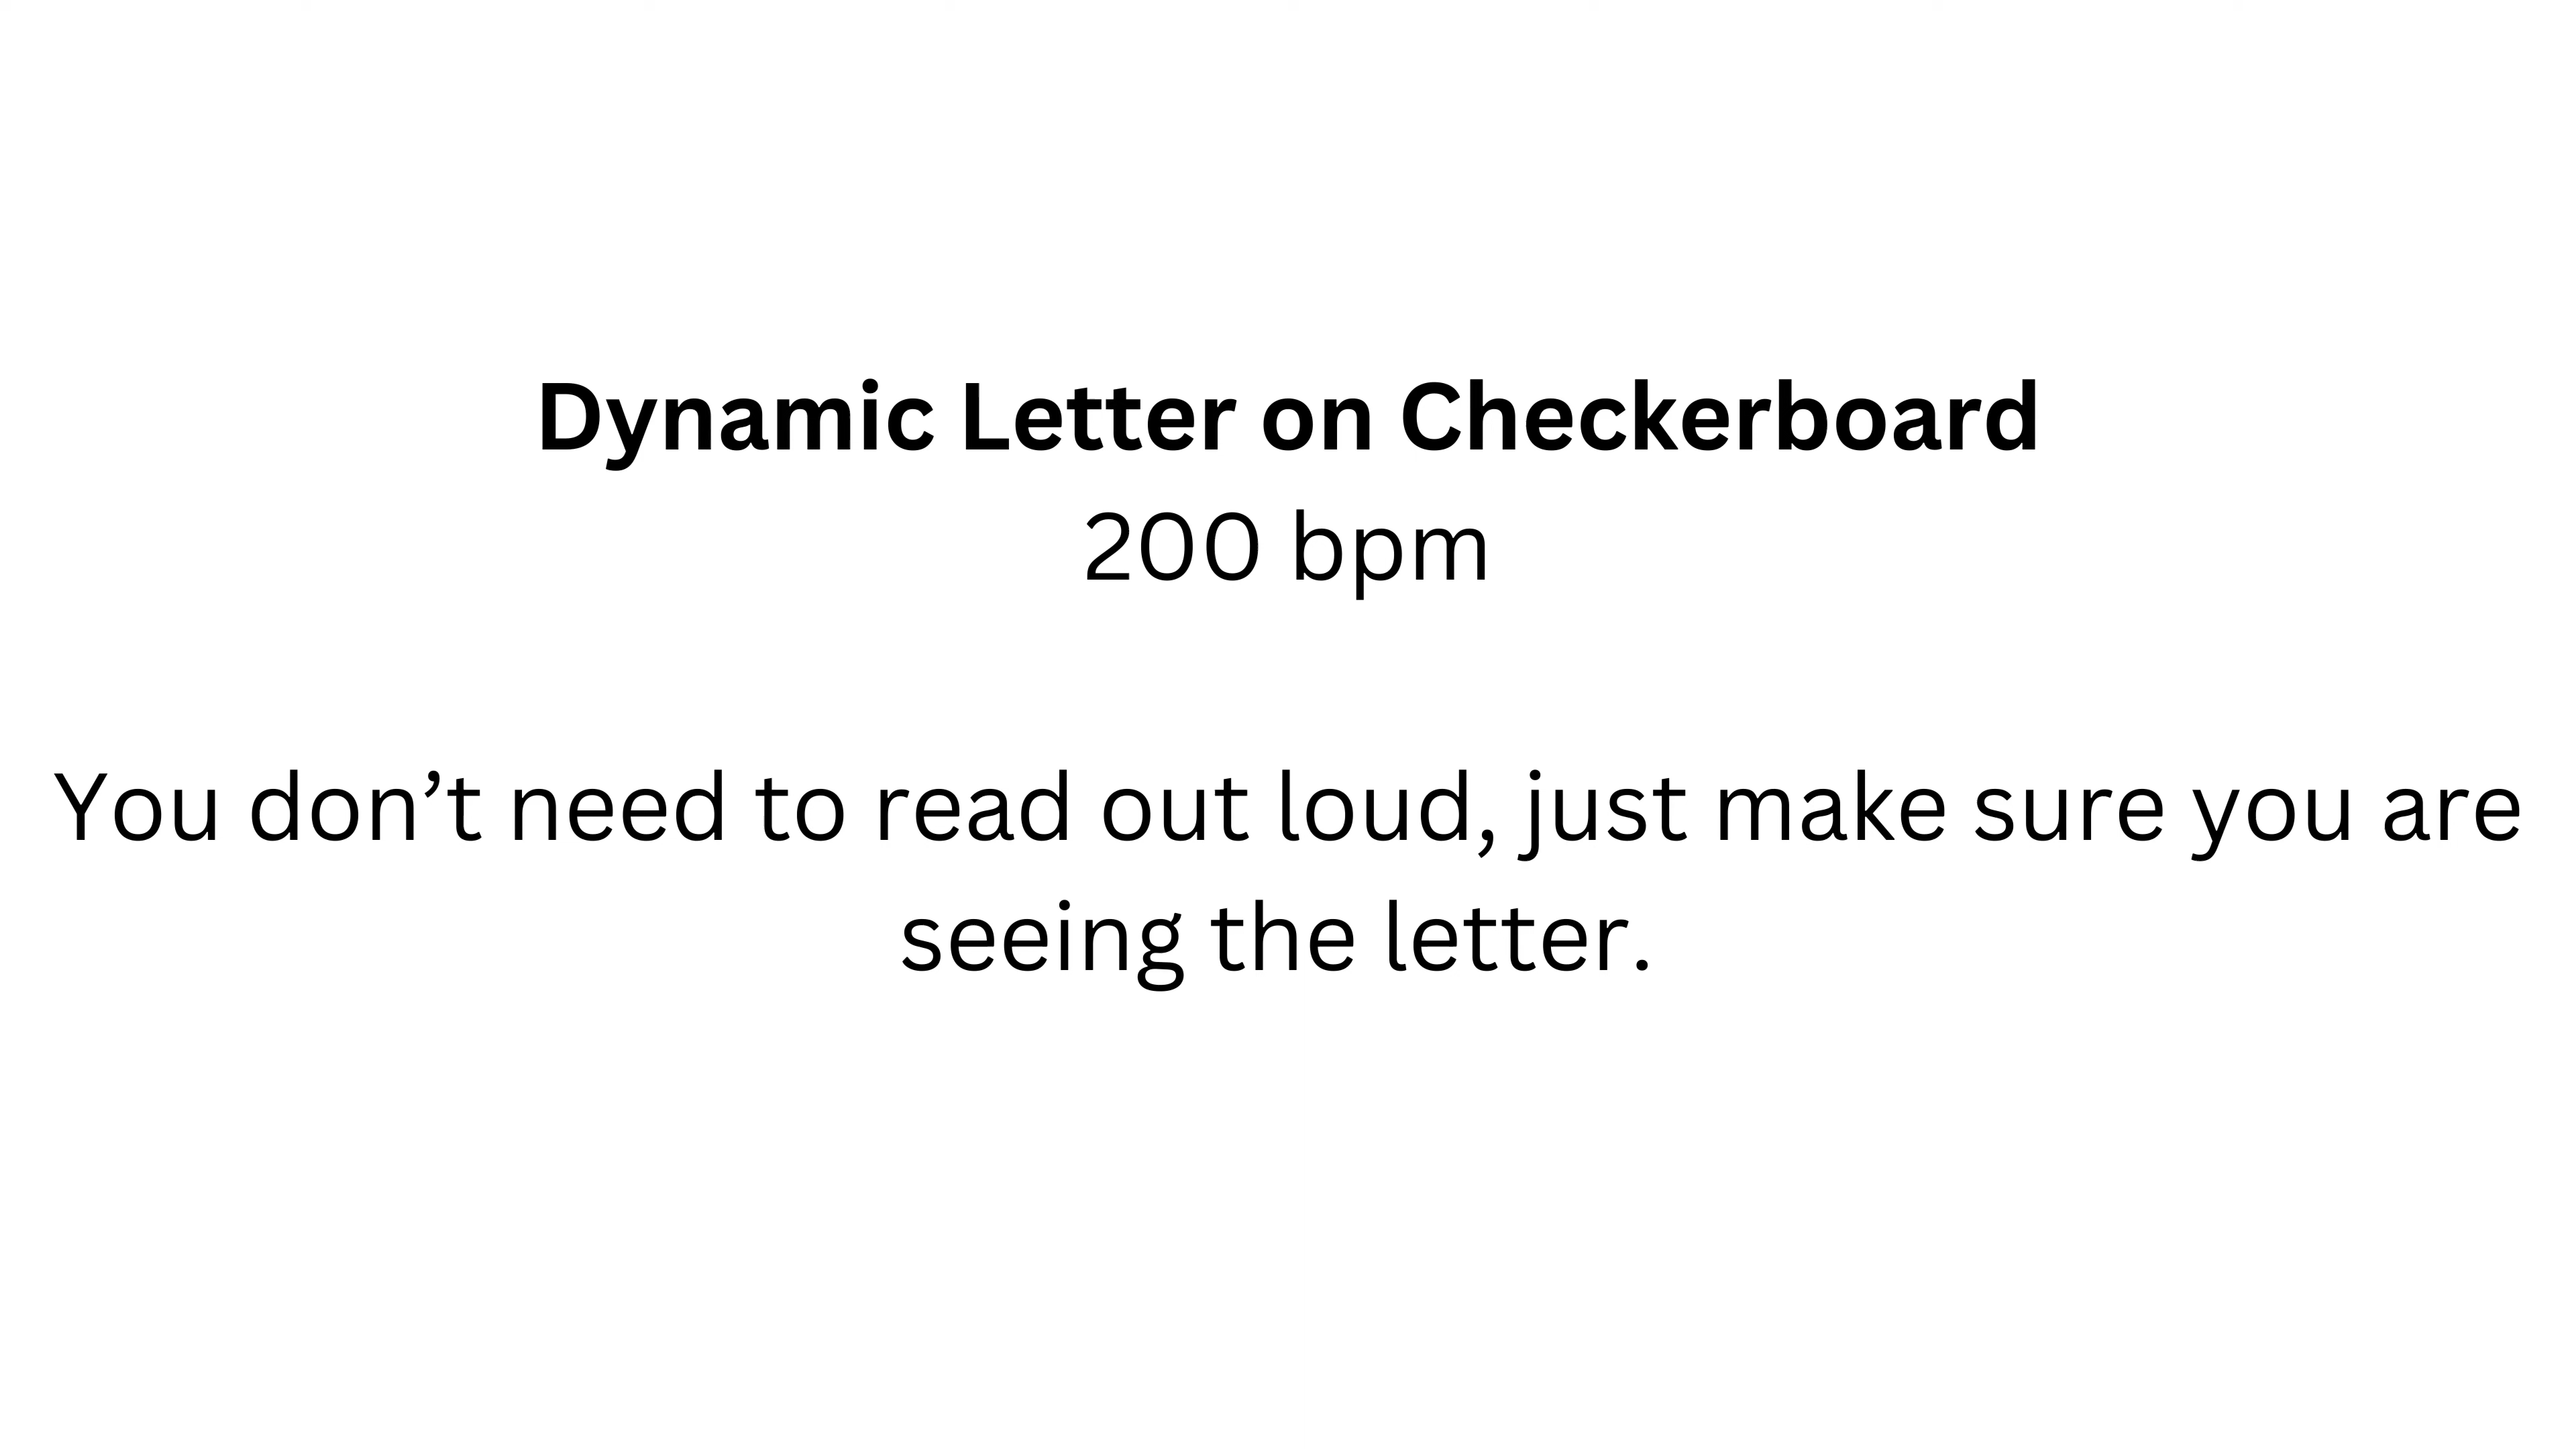 Dynamic Letter on Checkerboard
200 bpm
You don’t need to read out loud, just make sure you are
seeing the letter.